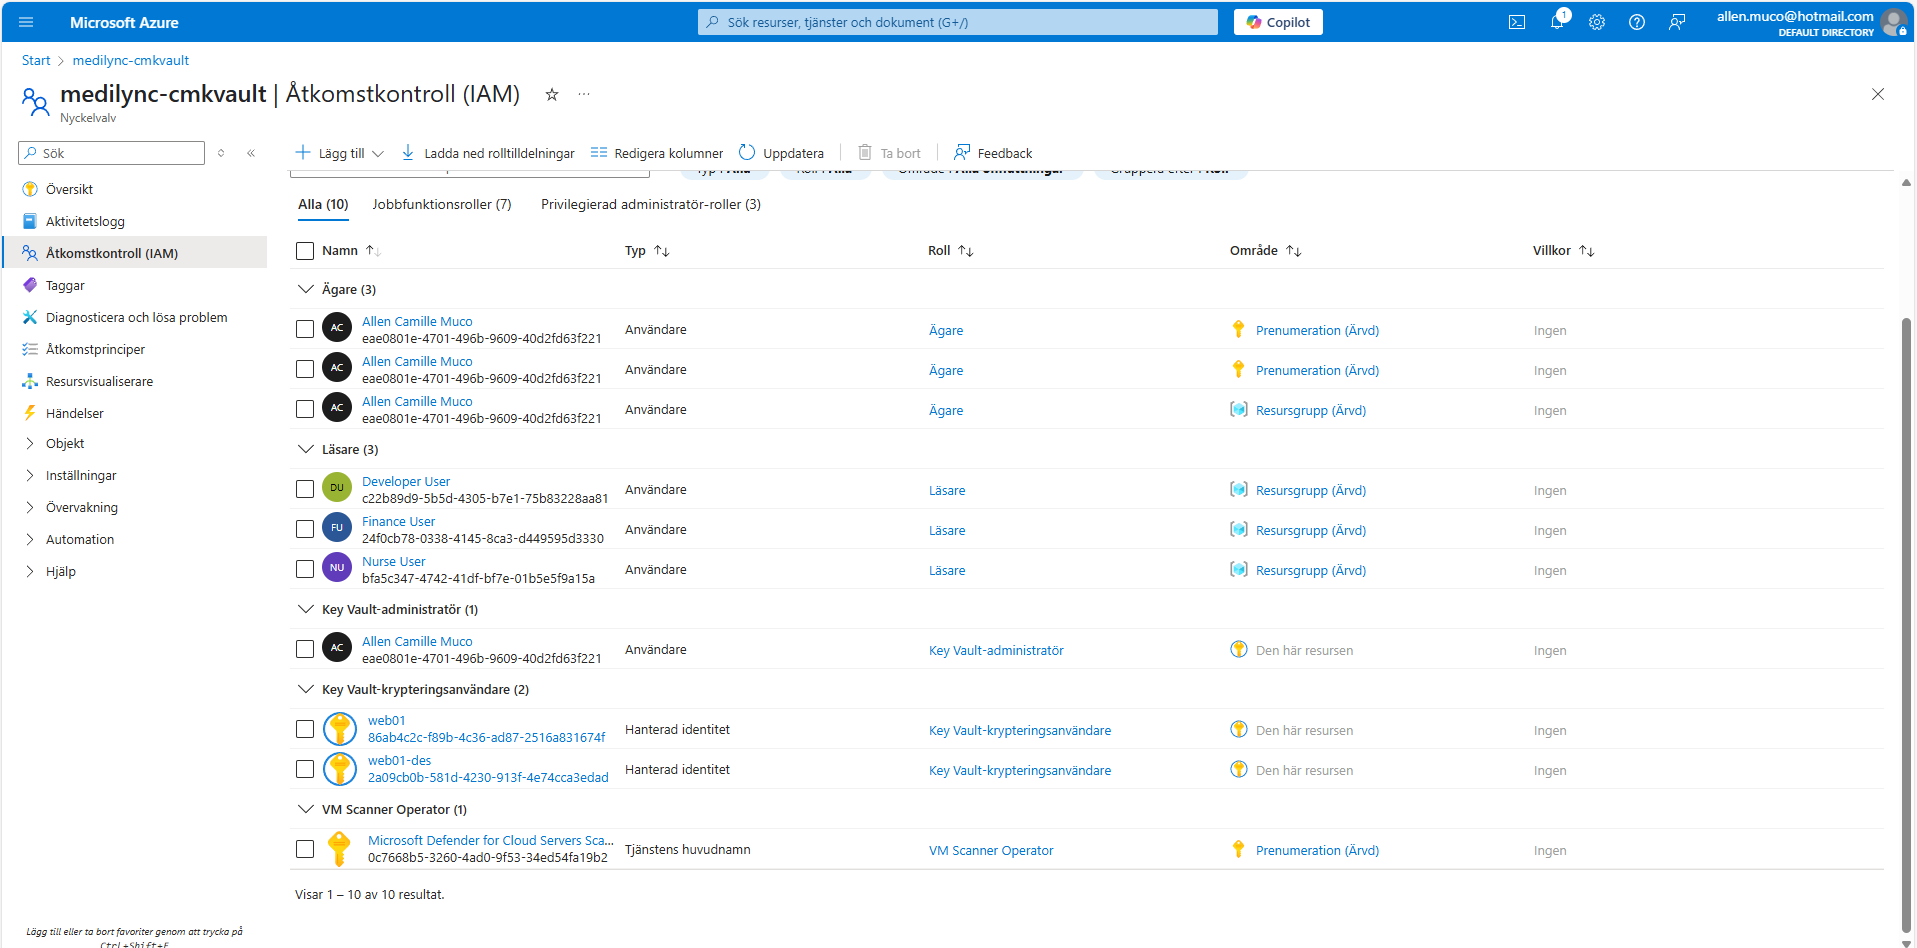 Microsoft Azure
Sök resurser, tjänster och dokument (G+/)
Copilot
1
allen.muco@hotmail.com
DEFAULT DIRECTORY
Start > medilync-cmkvault
medilync-cmkvault | Åtkomstkontroll (IAM)
Nyckelvalv
Sök
Lägg till
Ladda ned rolltilldelningar
Redigera kolumner
Uppdatera
Ta bort
Feedback
Översikt
Aktivitetslogg
Åtkomstkontroll (IAM)
Taggar
Diagnosticera och lösa problem
Åtkomstprinciper
Resursvisualiserare
Händelser
Objekt
Inställningar
Övervakning
Automation
Hjälp
Lägg till eller ta bort favoriter genom att trycka på
Ctrl+Shift+F
Typ : Alla
Roll : Alla
Område : Alla omfattningar
Gruppera efter : Roll
Alla (10) Jobbfunktionsroller (7) Privilegierad administratör-roller (3)
Namn Typ Roll Område Villkor
Ägare (3)
AC Allen Camille Muco Användare Ägare Prenumeration (Ärvd) Ingen
eae0801e-4701-496b-9609-40d2fd63f221
AC Allen Camille Muco Användare Ägare Prenumeration (Ärvd) Ingen
eae0801e-4701-496b-9609-40d2fd63f221
AC Allen Camille Muco Användare Ägare Resursgrupp (Ärvd) Ingen
eae0801e-4701-496b-9609-40d2fd63f221
Läsare (3)
DU Developer User Användare Läsare Resursgrupp (Ärvd) Ingen
c22b89d9-5b5d-4305-b7e1-75b83228aa81
FU Finance User Användare Läsare Resursgrupp (Ärvd) Ingen
24f0cb78-0338-4145-8ca3-d449595d3330
NU Nurse User Användare Läsare Resursgrupp (Ärvd) Ingen
bfa5c347-4742-41df-bf7e-01b5e5f9a15a
Key Vault-administratör (1)
AC Allen Camille Muco Användare Key Vault-administratör Den här resursen Ingen
eae0801e-4701-496b-9609-40d2fd63f221
Key Vault-krypteringsanvändare (2)
web01 Hanterad identitet Key Vault-krypteringsanvändare Den här resursen Ingen
86ab4c2c-f89b-4c36-ad87-2516a831674f
web01-des Hanterad identitet Key Vault-krypteringsanvändare Den här resursen Ingen
2a09cb0b-581d-4230-913f-4e74cca3edad
VM Scanner Operator (1)
Microsoft Defender for Cloud Servers Sca... Tjänstens huvudnamn VM Scanner Operator Prenumeration (Ärvd) Ingen
0c7668b5-3260-4ad0-9f53-34ed54fa19b2
Visar 1 – 10 av 10 resultat.